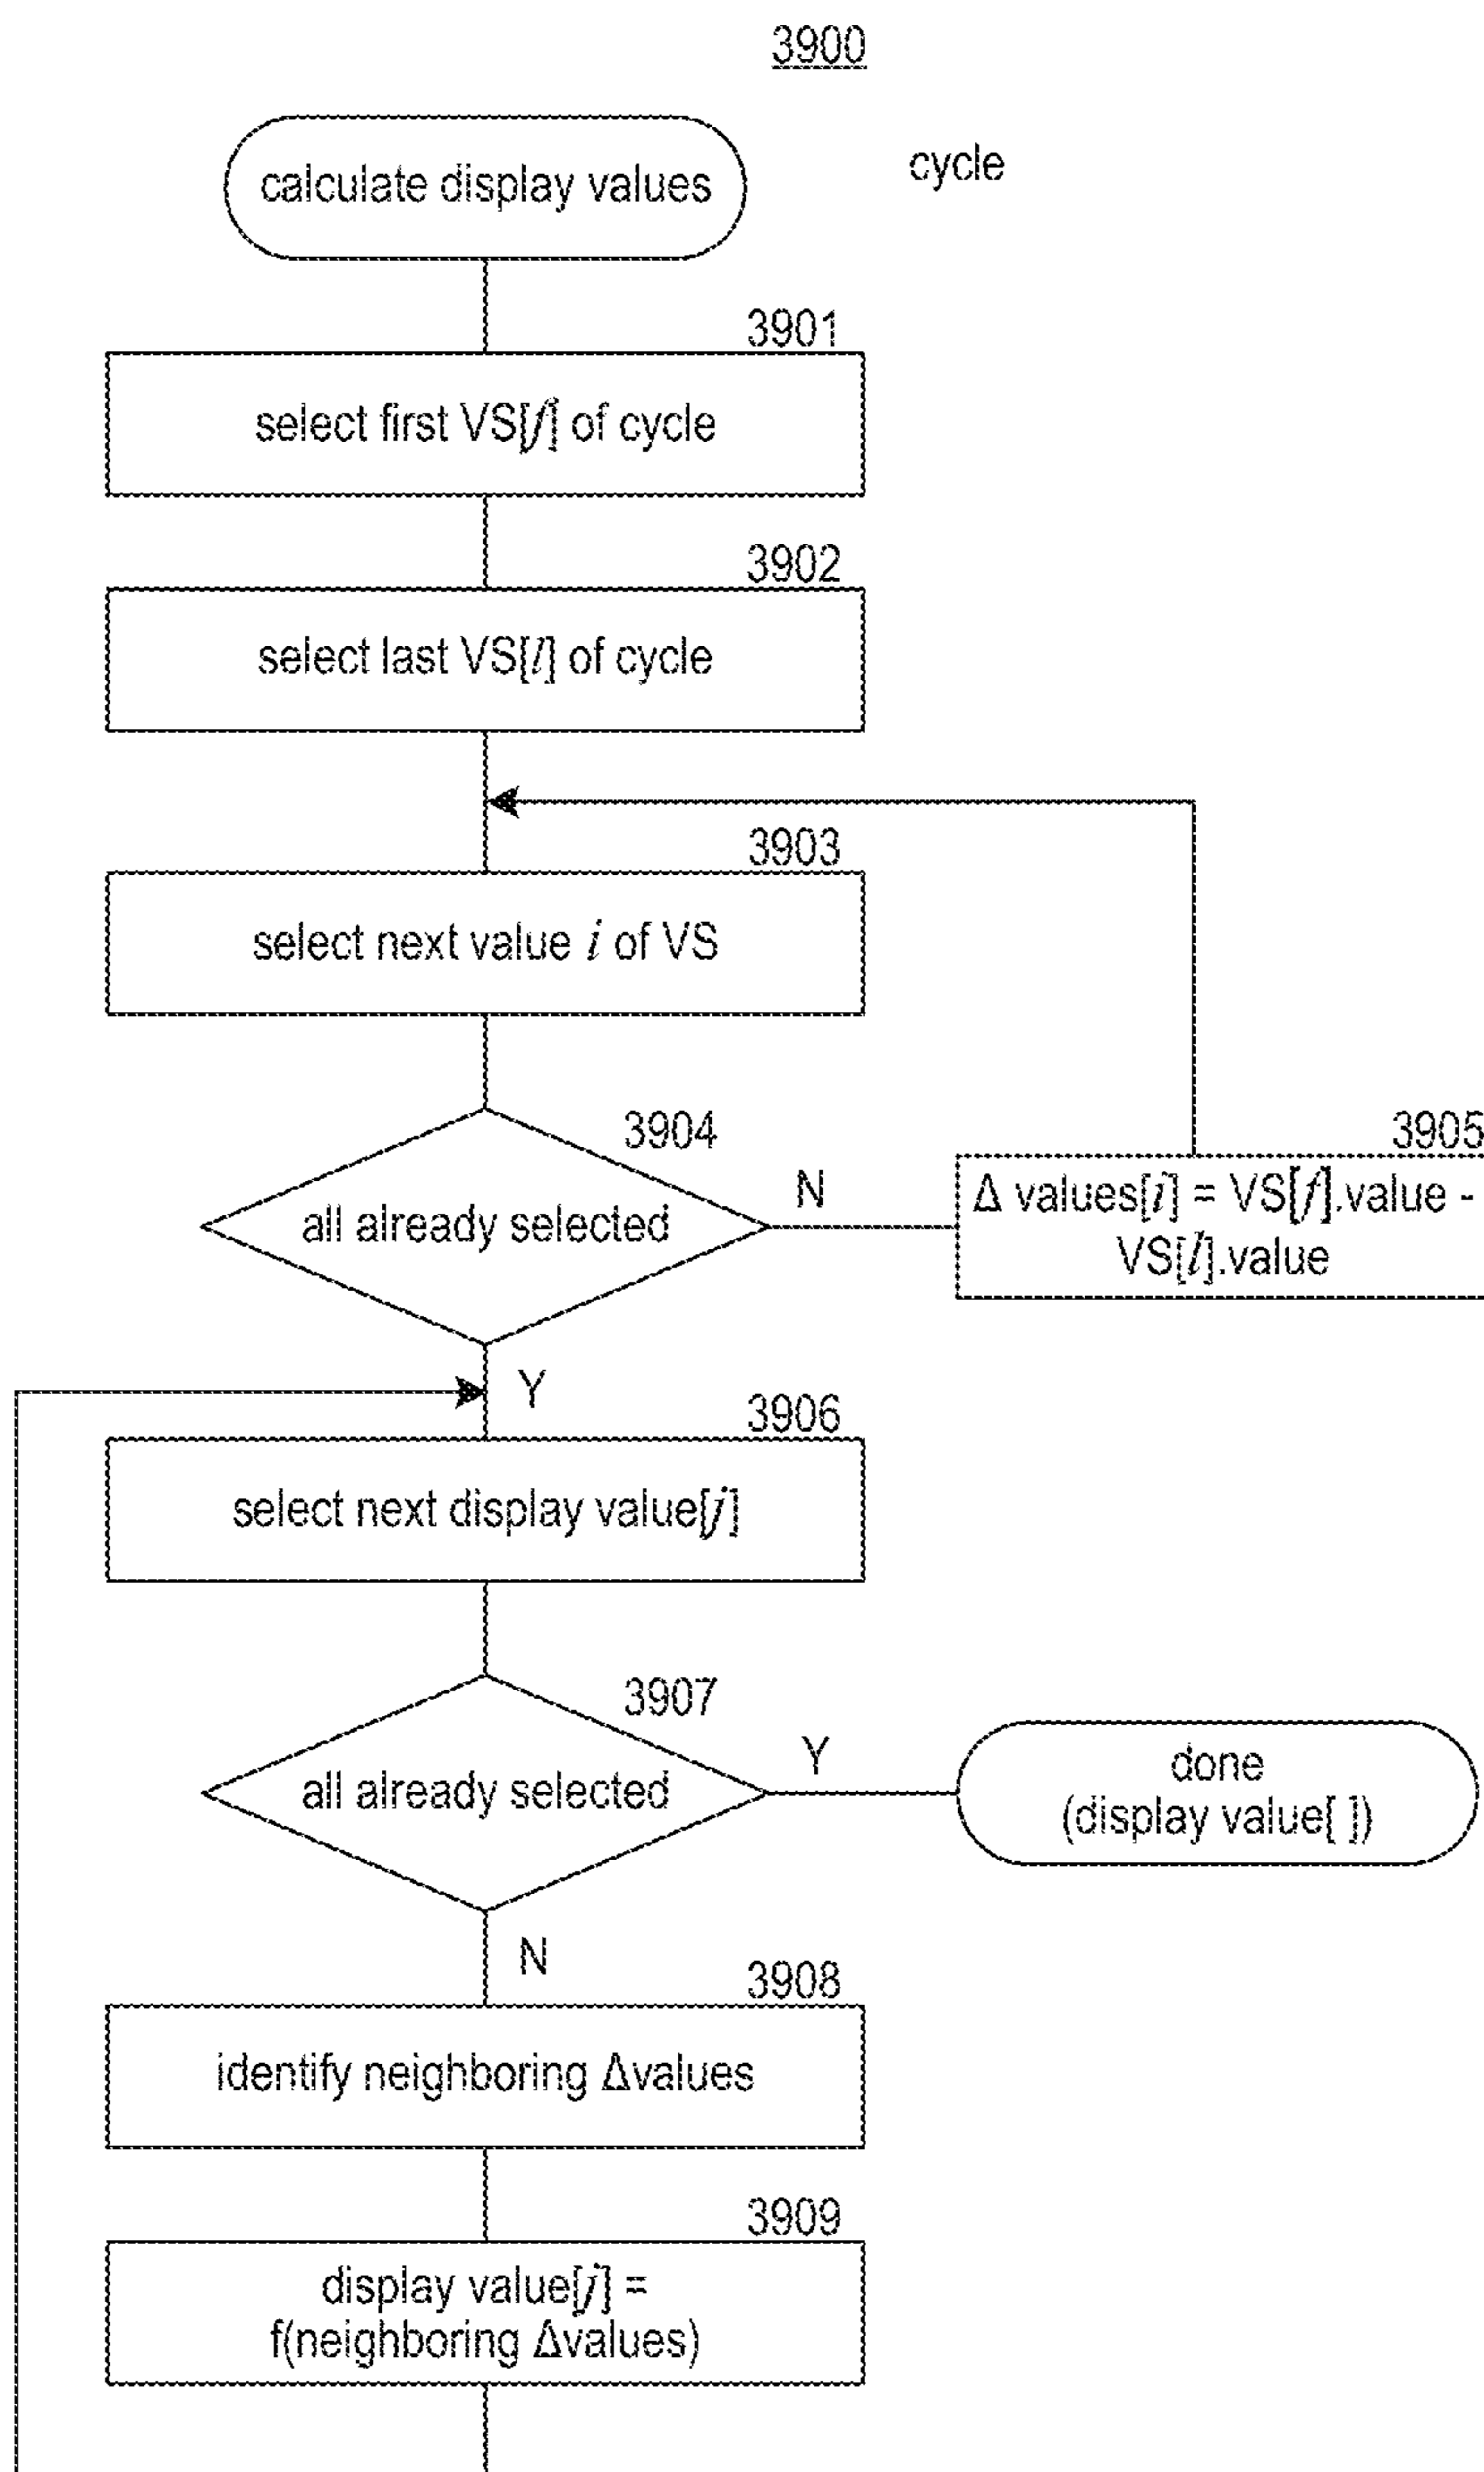 3900
calculate display values
cycle
3901
select first VS[f] of cycle
3902
select last VS[l] of cycle
3903
select next value i of VS
3904
all already selected
N
3905
Δ values[i] = VS[f].value -
VS[l].value
Y
3906
select next display value[j]
3907
all already selected
Y
done
(display value[ ])
N
3908
identify neighboring Δvalues
3909
display value[j] =
f(neighboring Δvalues)